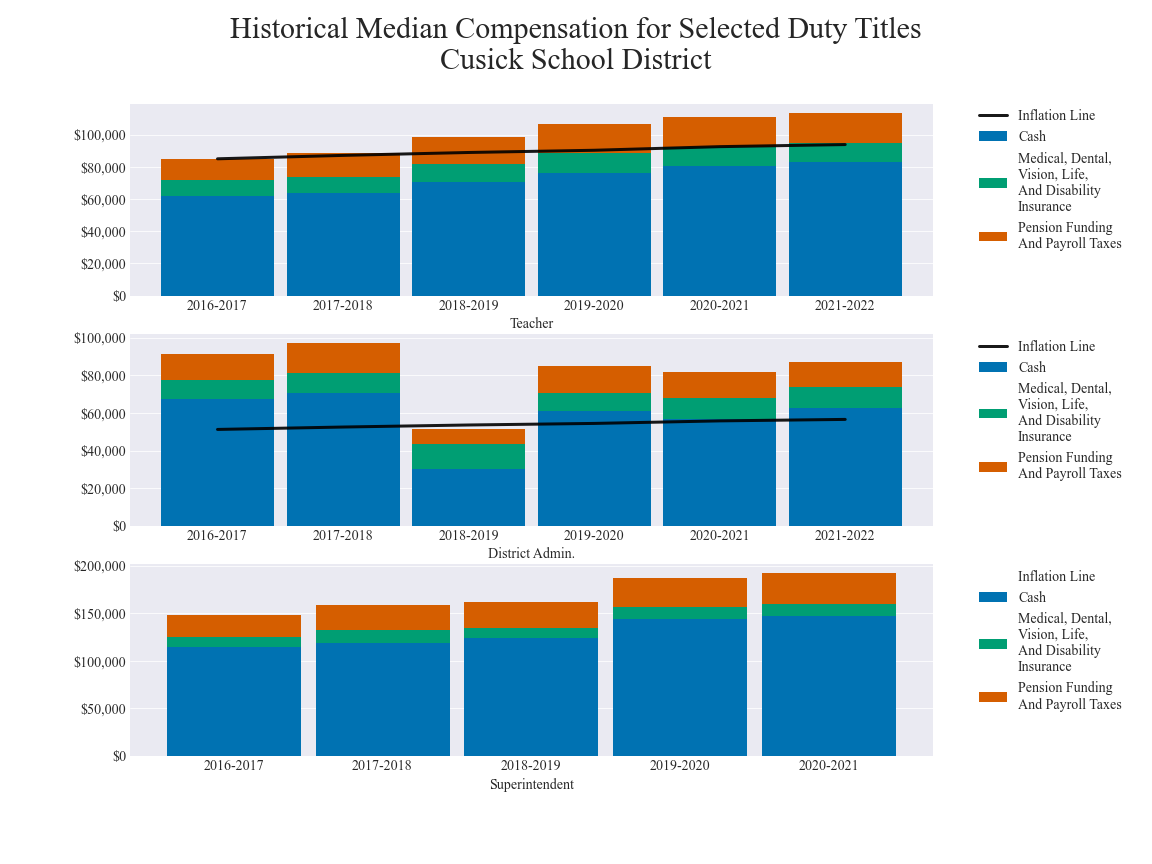 Historical Median Compensation for Selected Duty Titles
Cusick School District
$100,000
$80,000
$60,000
$40,000
$20,000
$0
2016-2017 2017-2018 2018-2019 2019-2020 2020-2021 2021-2022
Teacher
Inflation Line
Cash
Medical, Dental,
Vision, Life,
And Disability
Insurance
Pension Funding
And Payroll Taxes
$100,000
$80,000
$60,000
$40,000
$20,000
$0
2016-2017 2017-2018 2018-2019 2019-2020 2020-2021 2021-2022
District Admin.
Inflation Line
Cash
Medical, Dental,
Vision, Life,
And Disability
Insurance
Pension Funding
And Payroll Taxes
$200,000
$150,000
$100,000
$50,000
$0
2016-2017 2017-2018 2018-2019 2019-2020 2020-2021
Superintendent
Inflation Line
Cash
Medical, Dental,
Vision, Life,
And Disability
Insurance
Pension Funding
And Payroll Taxes